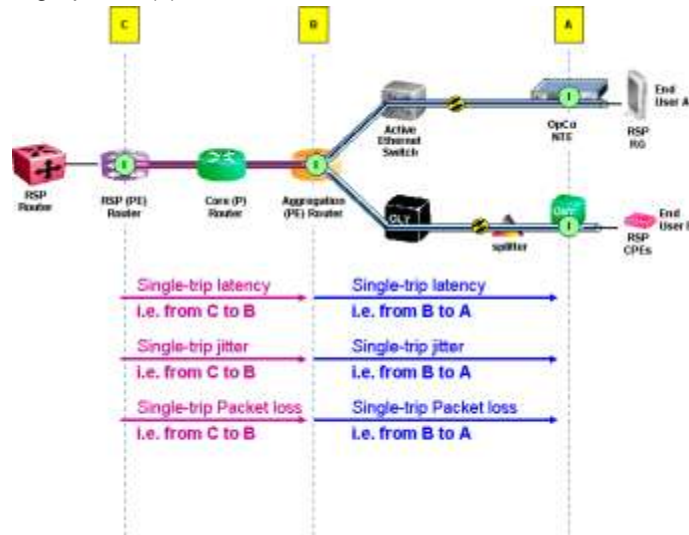 C
B
A
Active
Ethernet
Switch
OpCo
NTE
RSP
RG
End
User A
RSP
Router
RSP (PE)
Router
Core (P)
Router
Aggregation
(PE) Router
OLT
splitter
ONT
RSP
CPEs
End
User
Single-trip latency
i.e. from C to B
Single-trip latency
i.e. from B to A
Single-trip jitter
i.e. from C to B
Single-trip jitter
i.e. from B to A
Single-trip Packet loss
i.e. from C to B
Single-trip Packet loss
i.e. from B to A